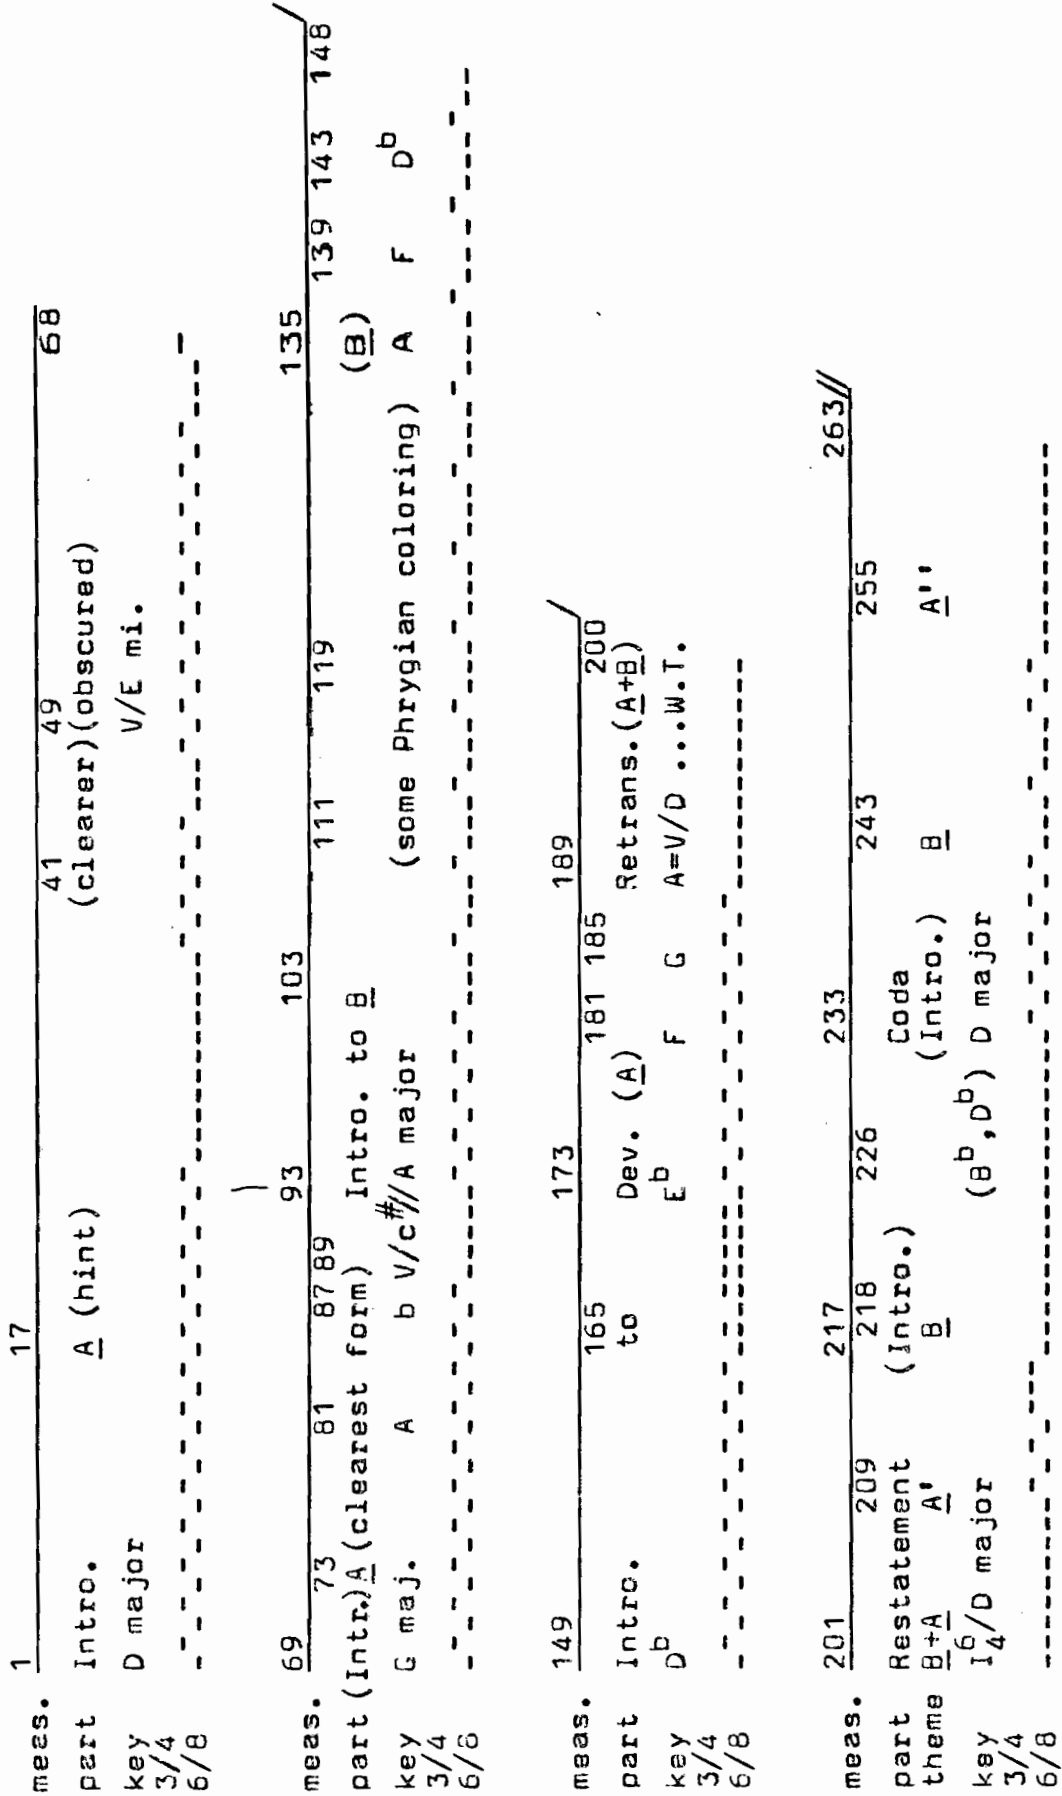 1 17
meas. 41 49 68
part Intro. A (hint) (clearer)(obscured)
key D major V/E mi.
3/4
6/8
69 93 135
meas. 73 81 87 89 103 111 119 139 143 148
part (Intr.) A (clearest form) Intro. to B (B)
key G maj. A b V/c#//A major (some Phrygian coloring) A F Db
3/4
6/8
149
meas. 165 173 181 185 189 200
part Intro. to Dev. (A) Retrans.(A+B)
key Db Eb F G A=V/D ...W.T.
3/4
6/8
201 217 226 233 243 255 263//
meas. 209 218
part Restatement (Intro.) Coda
theme B+A A' B (Intro.) B A''
key I6/4/D major (Bb,Db) D major
3/4
6/8